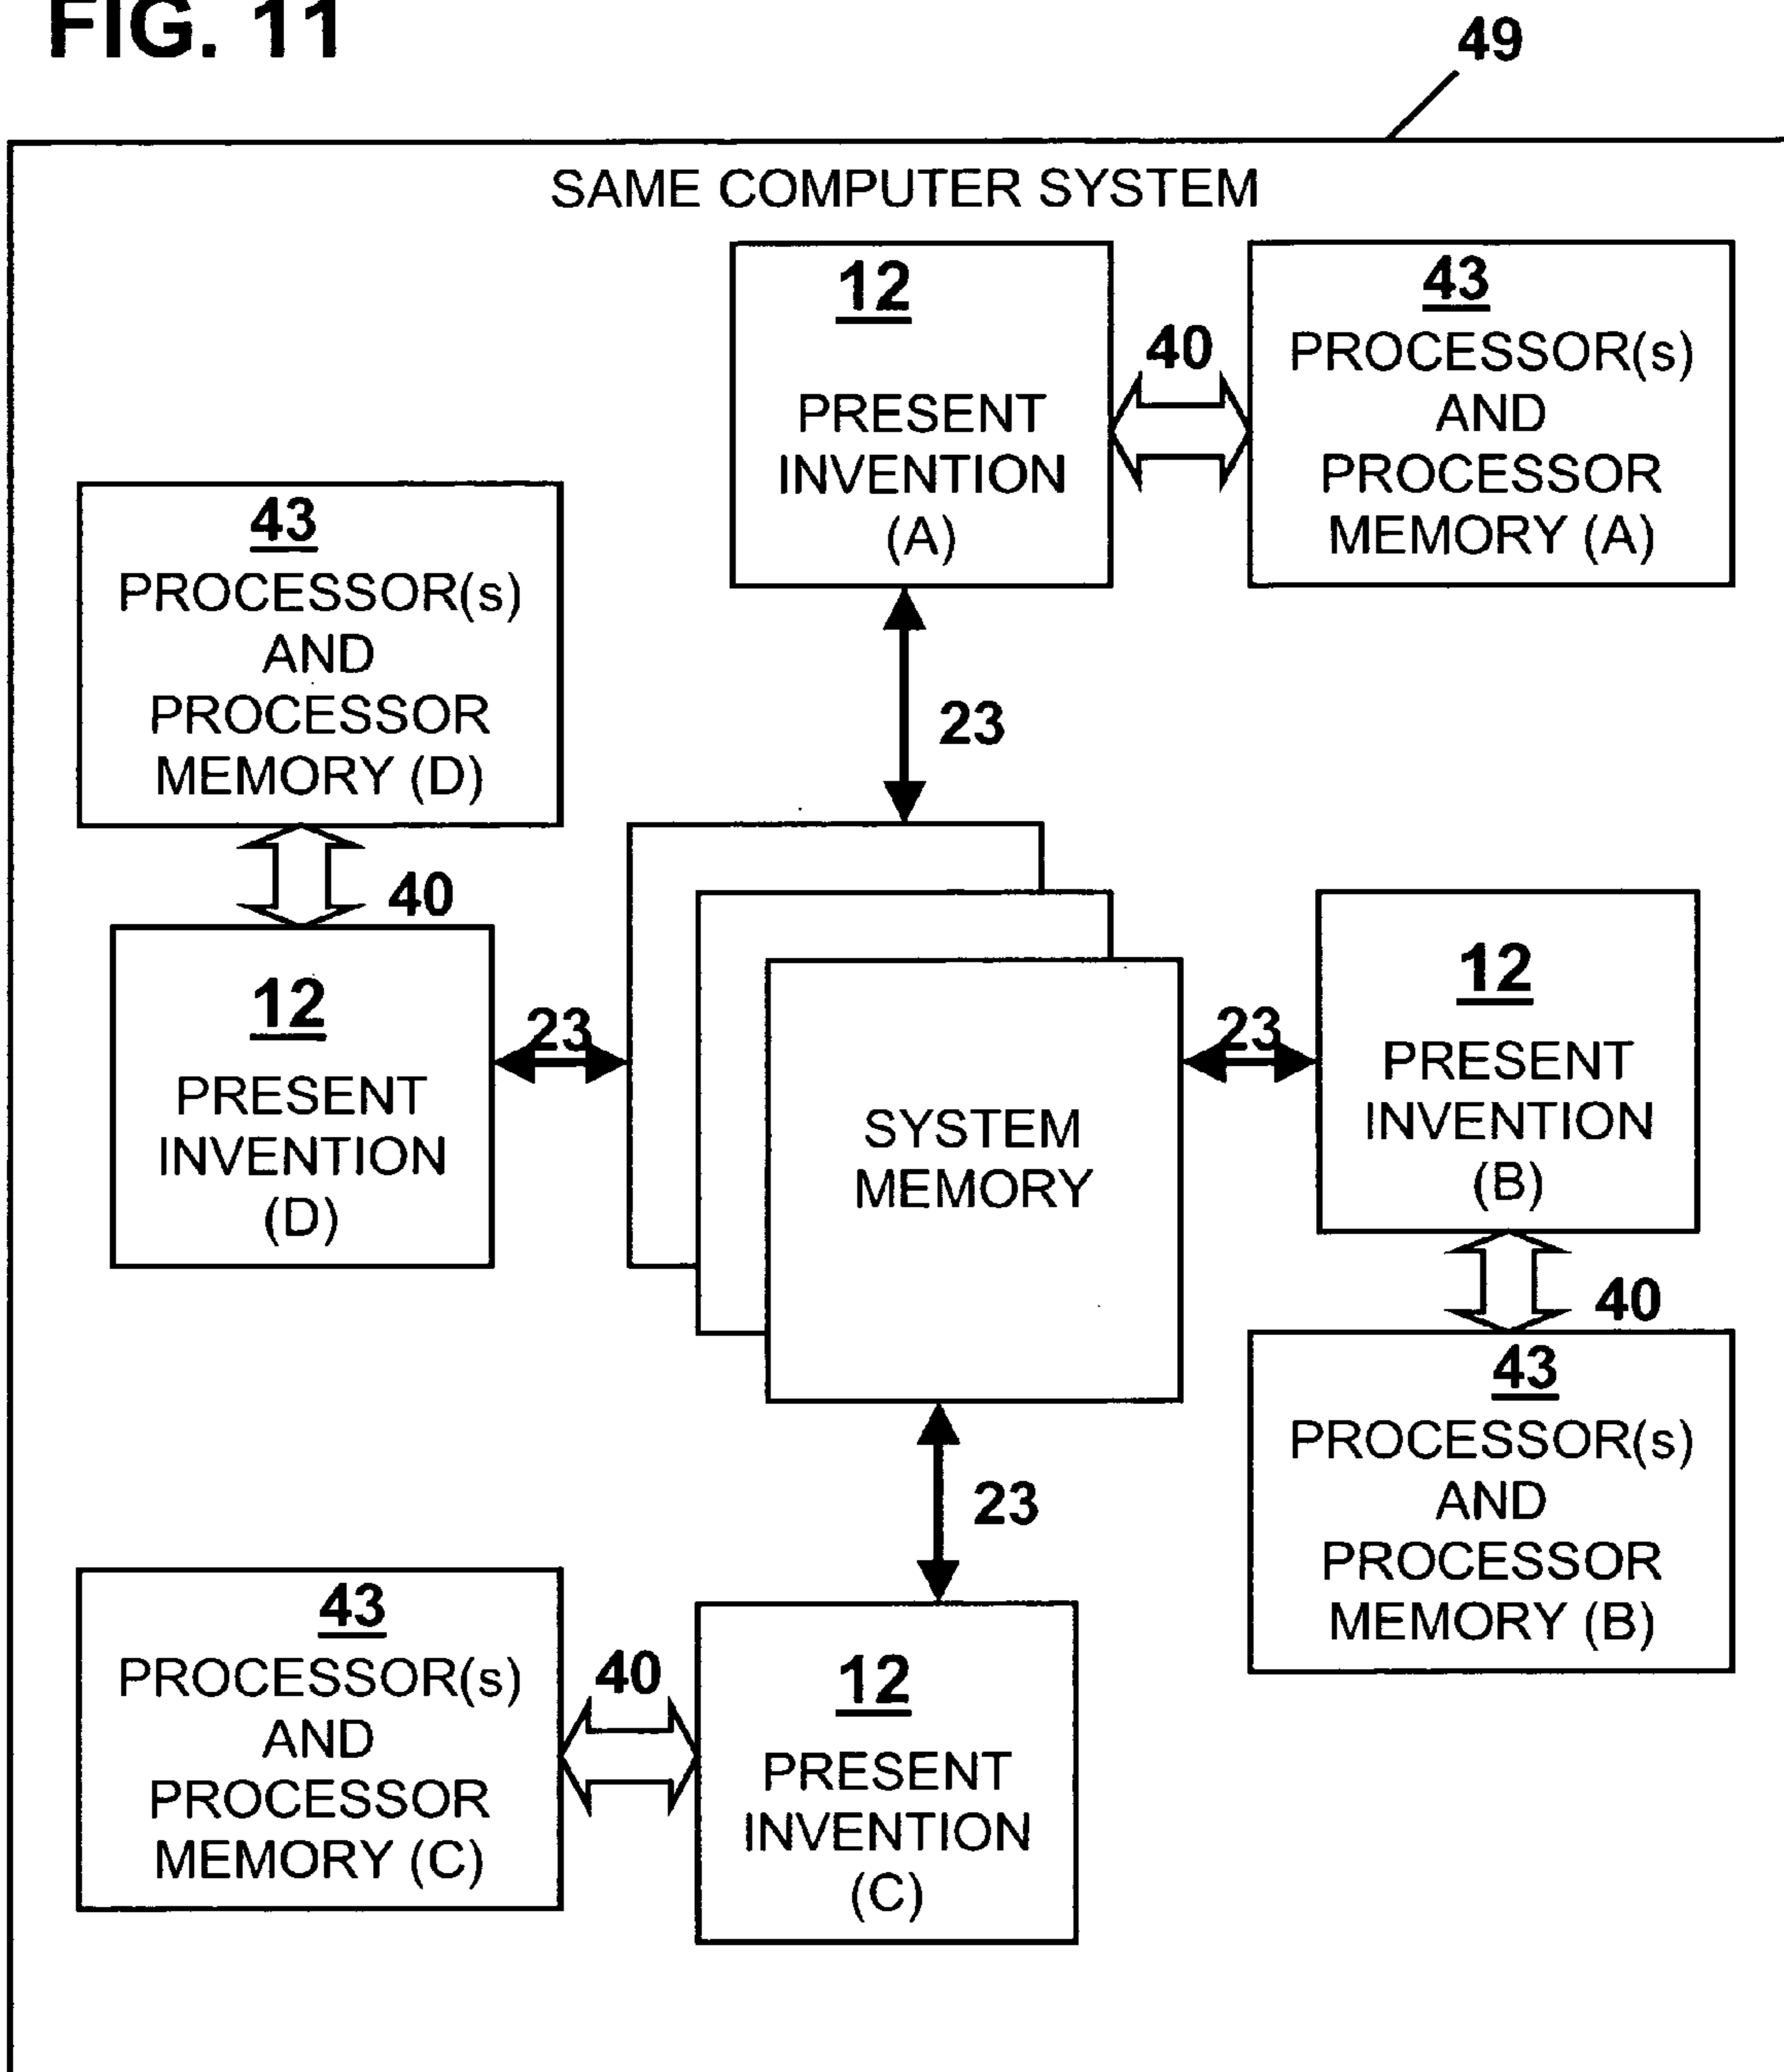 FIG. 11
49
SAME COMPUTER SYSTEM
12
PRESENT
INVENTION
(A)
40
43
PROCESSOR(s)
AND
PROCESSOR
MEMORY (A)
43
PROCESSOR(s)
AND
PROCESSOR
MEMORY (D)
23
40
12
PRESENT
INVENTION
(D)
23
SYSTEM
MEMORY
23
12
PRESENT
INVENTION
(B)
40
43
PROCESSOR(s)
AND
PROCESSOR
MEMORY (B)
23
43
PROCESSOR(s)
AND
PROCESSOR
MEMORY (C)
40
12
PRESENT
INVENTION
(C)